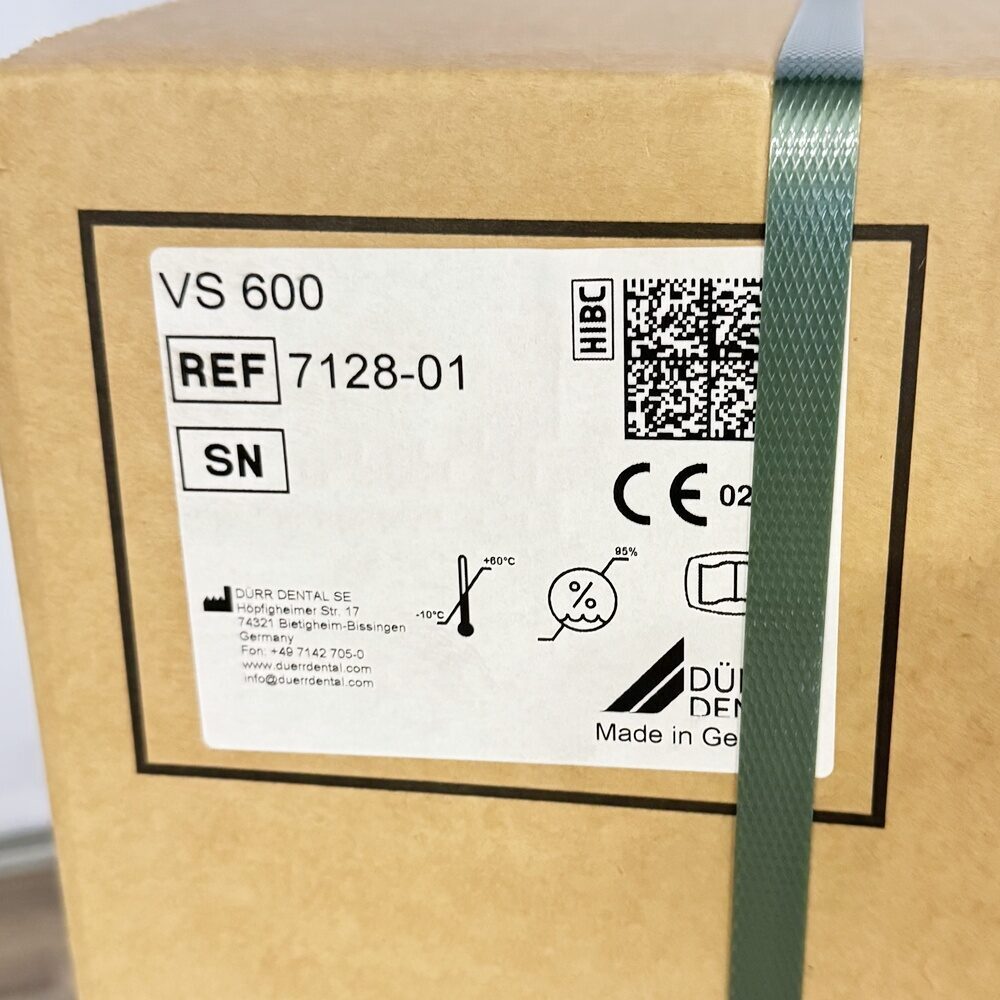 VS 600
HIBC
REF 7128-01
SN
CE 02
+60°C
-10°C
95%
%
DÜRR DENTAL SE
Höpfigheimer Str. 17
74321 Bietigheim-Bissingen
Germany
Fon: +49 7142 705-0
www.duerrdental.com
info@duerrdental.com
DÜ
DEN
Made in Ge